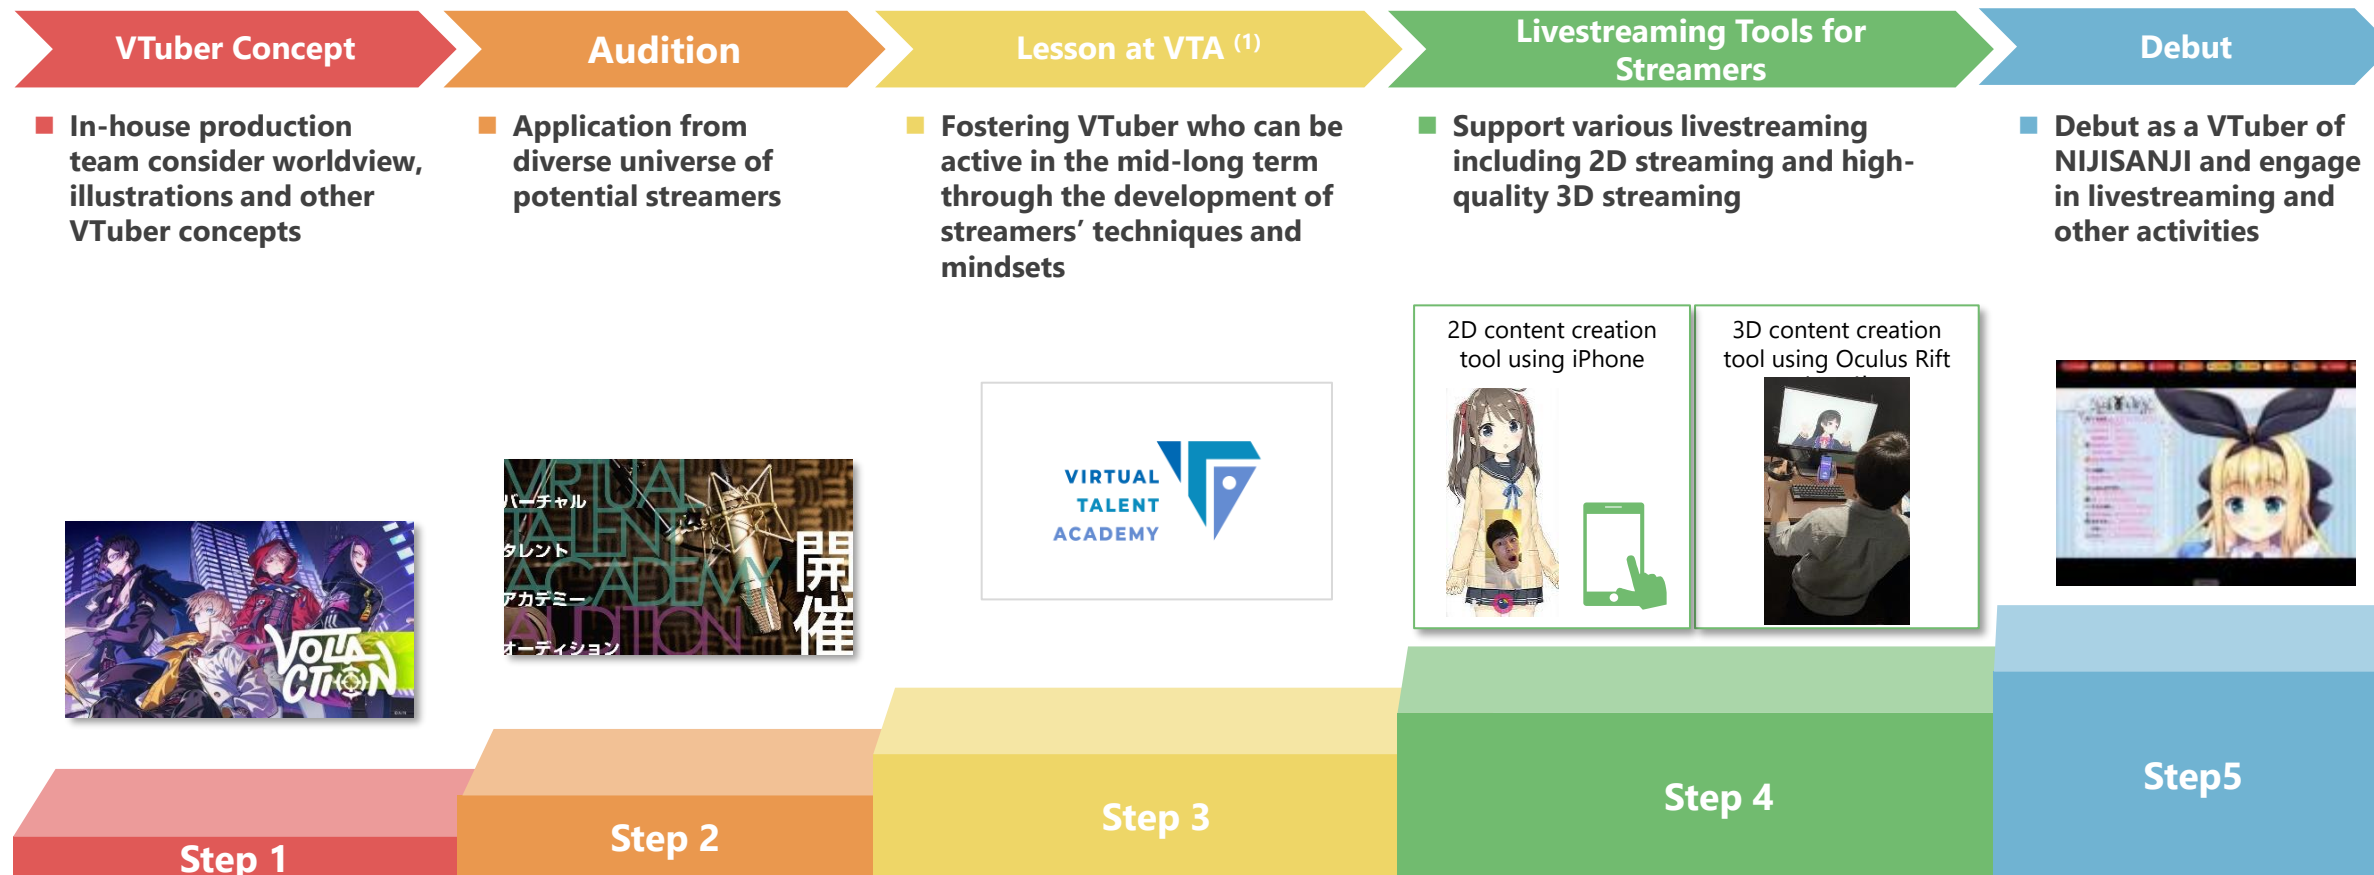 VTuber Concept
Audition
Lesson at VTA (1)
Livestreaming Tools for
Streamers
Debut
In-house production
team consider worldview,
illustrations and other
VTuber concepts
Application from
diverse universe of
potential streamers
Fostering VTuber who can be
active in the mid-long term
through the development of
streamers’ techniques and
mindsets
Support various livestreaming
including 2D streaming and high-
quality 3D streaming
Debut as a VTuber of
NIJISANJI and engage
in livestreaming and
other activities
VOLTA
CTION
VIRTUAL
バーチャル
TALENT
タレント
ACADEMY
アカデミー
AUDITION
オーディション
開催
VIRTUAL
TALENT
ACADEMY
2D content creation
tool using iPhone
3D content creation
tool using Oculus Rift
Step 1
Step 2
Step 3
Step 4
Step5